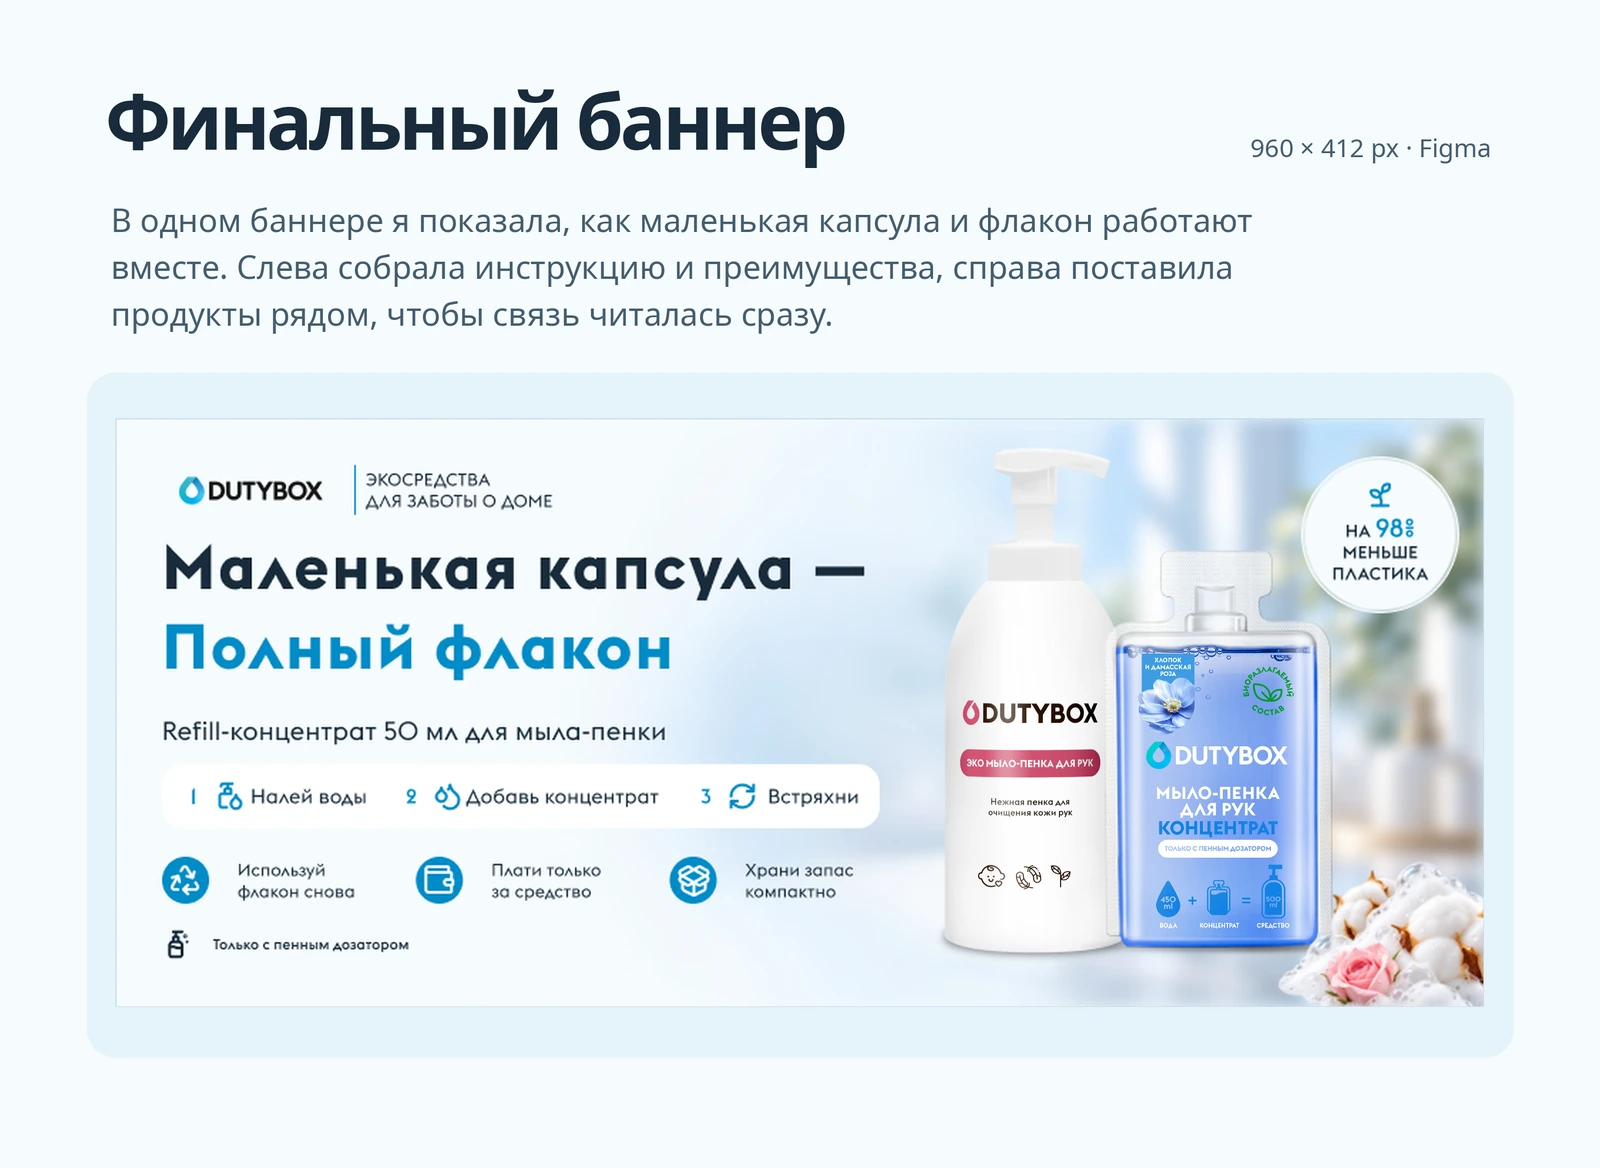 Финальный баннер
960 × 412 px · Figma
В одном баннере я показала, как маленькая капсула и флакон работают
вместе. Слева собрала инструкцию и преимущества, справа поставила
продукты рядом, чтобы связь читалась сразу.
DUTYBOX
ЭКОСРЕДСТВА
ДЛЯ ЗАБОТЫ О ДОМЕ
Маленькая капсула —
Полный флакон
Refill-концентрат 50 мл для мыла-пенки
1 Налей воды 2 Добавь концентрат 3 Встряхни
Используй
флакон снова
Плати только
за средство
Храни запас
компактно
Только с пенным дозатором
DUTYBOX
ЭКО МЫЛО-ПЕНКА ДЛЯ РУК
Нежная пенка для
очищения кожи рук
ХЛОПОК
И ДАМАССКАЯ
РОЗА
БИОРАЗЛАГАЕМЫЙ
СОСТАВ
DUTYBOX
МЫЛО-ПЕНКА
ДЛЯ РУК
КОНЦЕНТРАТ
ТОЛЬКО С ПЕННЫМ ДОЗАТОРОМ
450
ml
+
=
500
ml
ВОДА КОНЦЕНТРАТ СРЕДСТВО
НА 98%
МЕНЬШЕ
ПЛАСТИКА